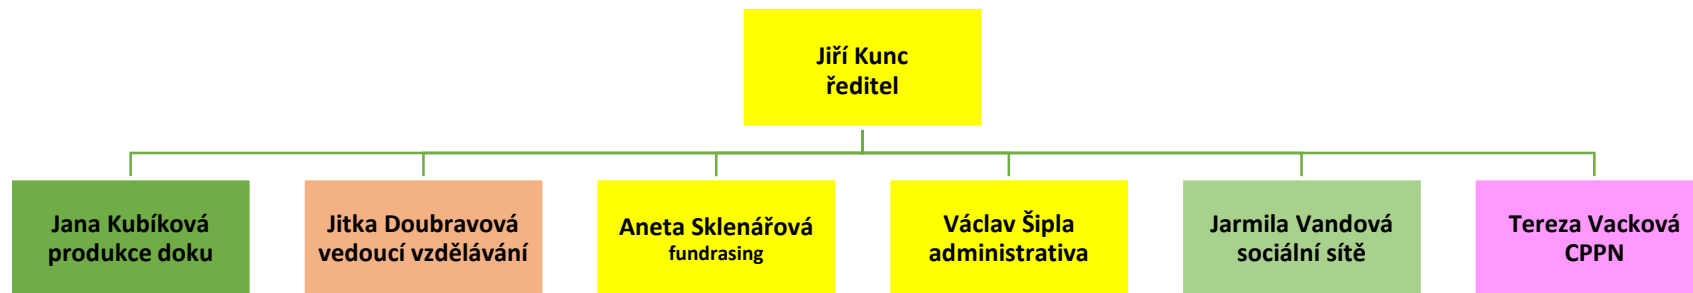 Jiří Kunc
ředitel
Jana Kubíková
produkce doku
Jitka Doubravová
vedoucí vzdělávání
Aneta Sklenářová
fundrasing
Václav Šipla
administrativa
Jarmila Vandová
sociální sítě
Tereza Vacková
CPPN